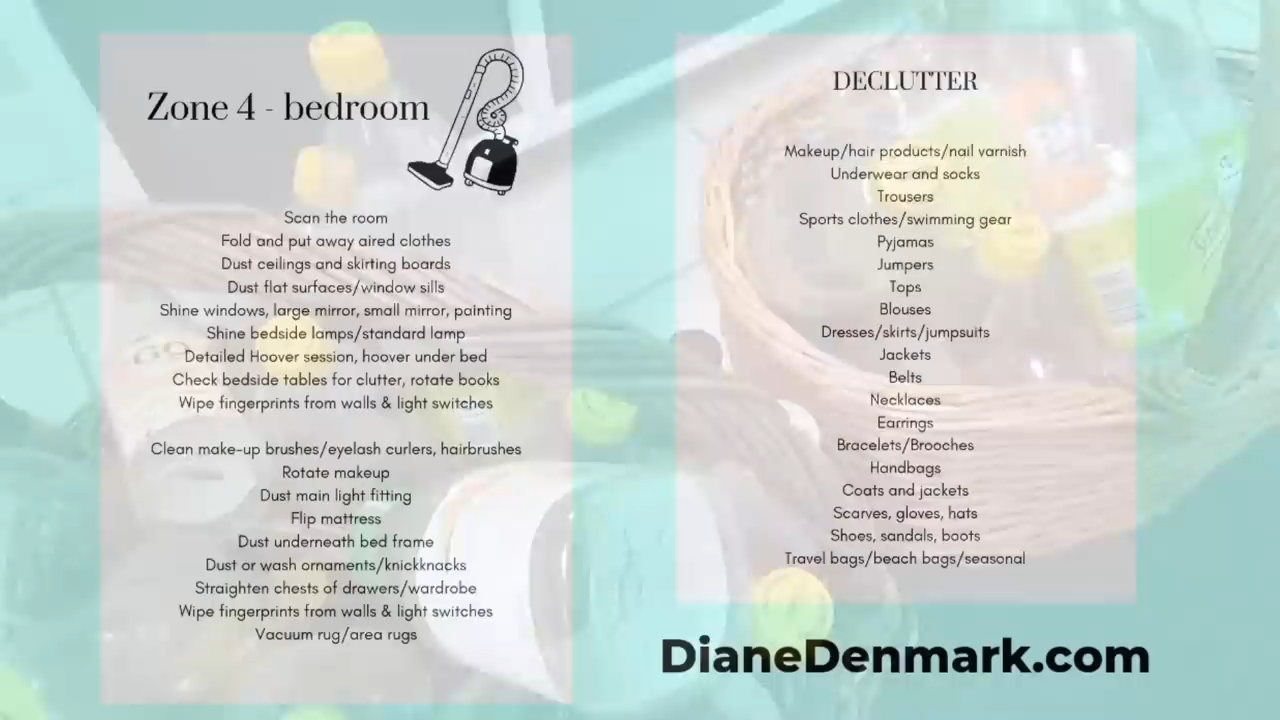 Zone 4 - bedroom
Scan the room
Fold and put away aired clothes
Dust ceilings and skirting boards
Dust flat surfaces/window sills
Shine windows, large mirror, small mirror, painting
Shine bedside lamps/standard lamp
Detailed Hoover session, hoover under bed
Check bedside tables for clutter, rotate books
Wipe fingerprints from walls & light switches
Clean make-up brushes/eyelash curlers, hairbrushes
Rotate makeup
Dust main light fitting
Flip mattress
Dust underneath bed frame
Dust or wash ornaments/knickknacks
Straighten chests of drawers/wardrobe
Wipe fingerprints from walls & light switches
Vacuum rug/area rugs
DECLUTTER
Makeup/hair products/nail varnish
Underwear and socks
Trousers
Sports clothes/swimming gear
Pyjamas
Jumpers
Tops
Blouses
Dresses/skirts/jumpsuits
Jackets
Belts
Necklaces
Earrings
Bracelets/Brooches
Handbags
Coats and jackets
Scarves, gloves, hats
Shoes, sandals, boots
Travel bags/beach bags/seasonal
DianeDenmark.com